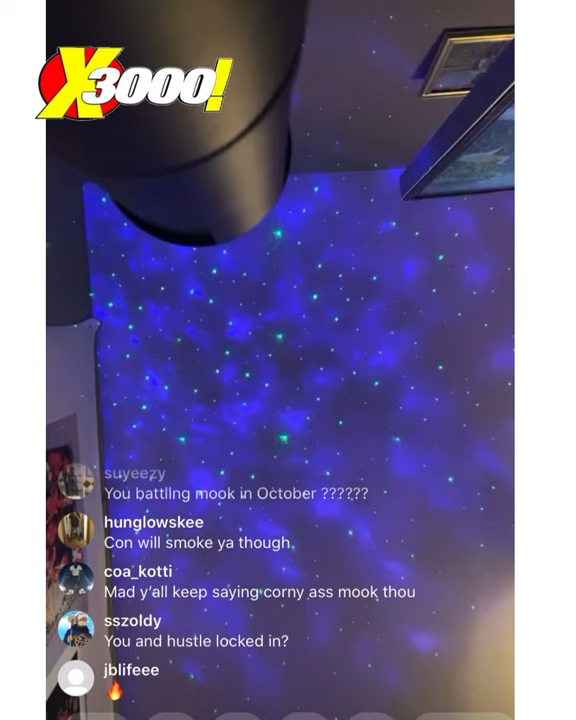 X3000!
suyeezy
You battling mook in October ??????
hunglowskee
Con will smoke ya though
coa_kotti
Mad y'all keep saying corny ass mook thou
sszoldy
You and hustle locked in?
jblifeee
🔥